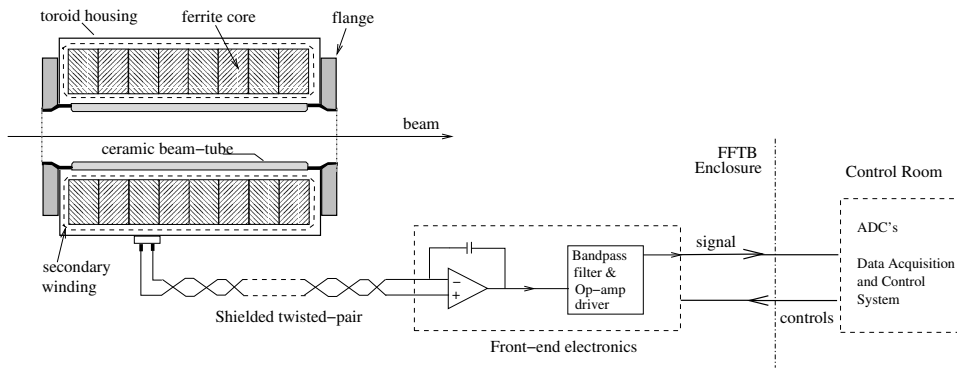 toroid housing
ferrite core
flange
beam
ceramic beam-tube
FFTB
Enclosure
Control Room
secondary
winding
Shielded twisted-pair
−
+
Bandpass
filter &
Op-amp
driver
Front-end electronics
signal
controls
ADC's
Data Acquisition
and Control
System